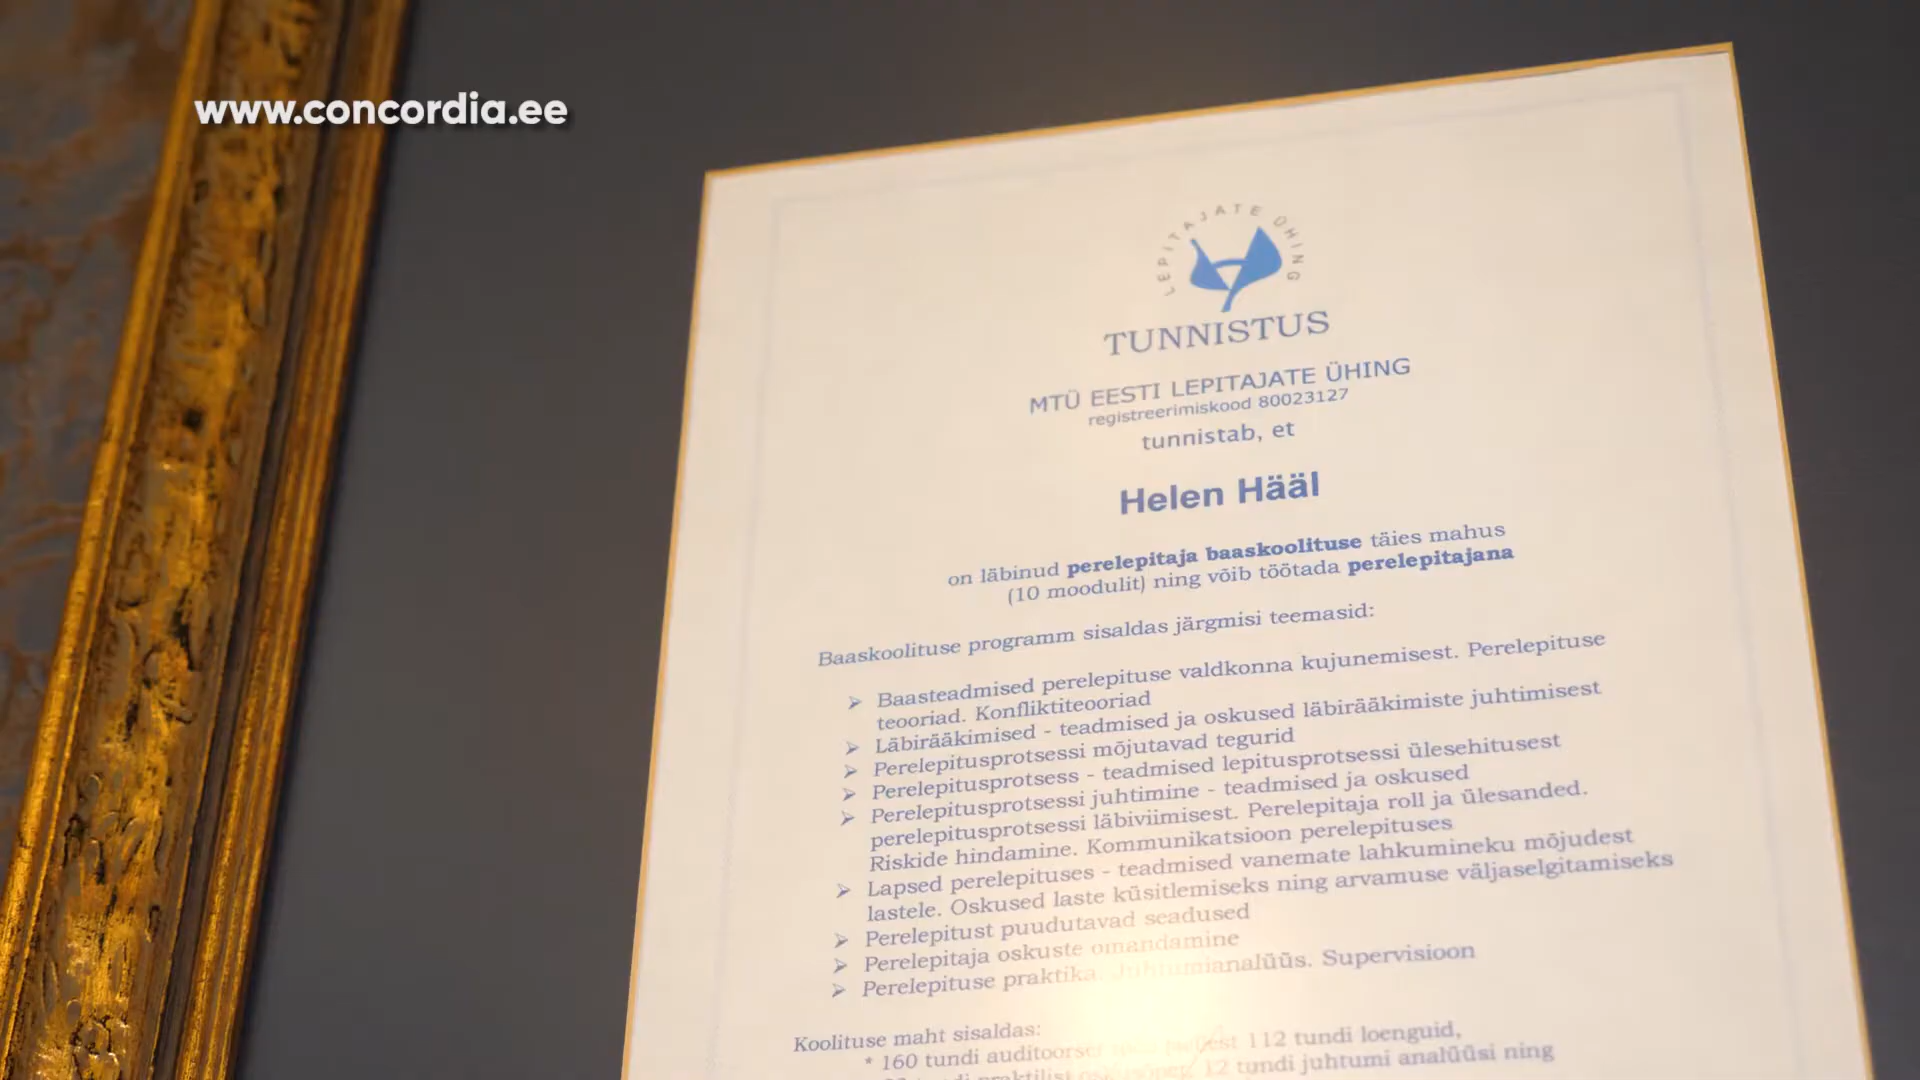 www.concordia.ee
LEPITAJATE ÜHING
TUNNISTUS
MTÜ EESTI LEPITAJATE ÜHING
registreerimiskood 80023127
tunnistab, et
Helen Hääl
on läbinud perelepitaja baaskoolituse täies mahus
(10 moodulit) ning võib töötada perelepitajana
Baaskoolituse programm sisaldas järgmisi teemasid:
➢ Baasteadmised perelepituse valdkonna kujunemisest. Perelepituse
teooriad. Konfliktiteooriad
➢ Läbirääkimised - teadmised ja oskused läbirääkimiste juhtimisest
➢ Perelepitusprotsessi mõjutavad tegurid
➢ Perelepitusprotsess - teadmised lepitusprotsessi ülesehitusest
➢ Perelepitusprotsessi juhtimine - teadmised ja oskused
perelepitusprotsessi läbiviimisest. Perelepitaja roll ja ülesanded.
Riskide hindamine. Kommunikatsioon perelepituses
➢ Lapsed perelepituses - teadmised vanemate lahkumineku mõjudest
lastele. Oskused laste küsitlemiseks ning arvamuse väljaselgitamiseks
➢ Perelepitust puudutavad seadused
➢ Perelepitaja oskuste omandamine
➢ Perelepituse praktika. Juhtumianalüüs. Supervisioon
Koolituse maht sisaldas:
* 160 tundi 112 tundi loenguid,
12 tundi juhtumi analüüsi ning